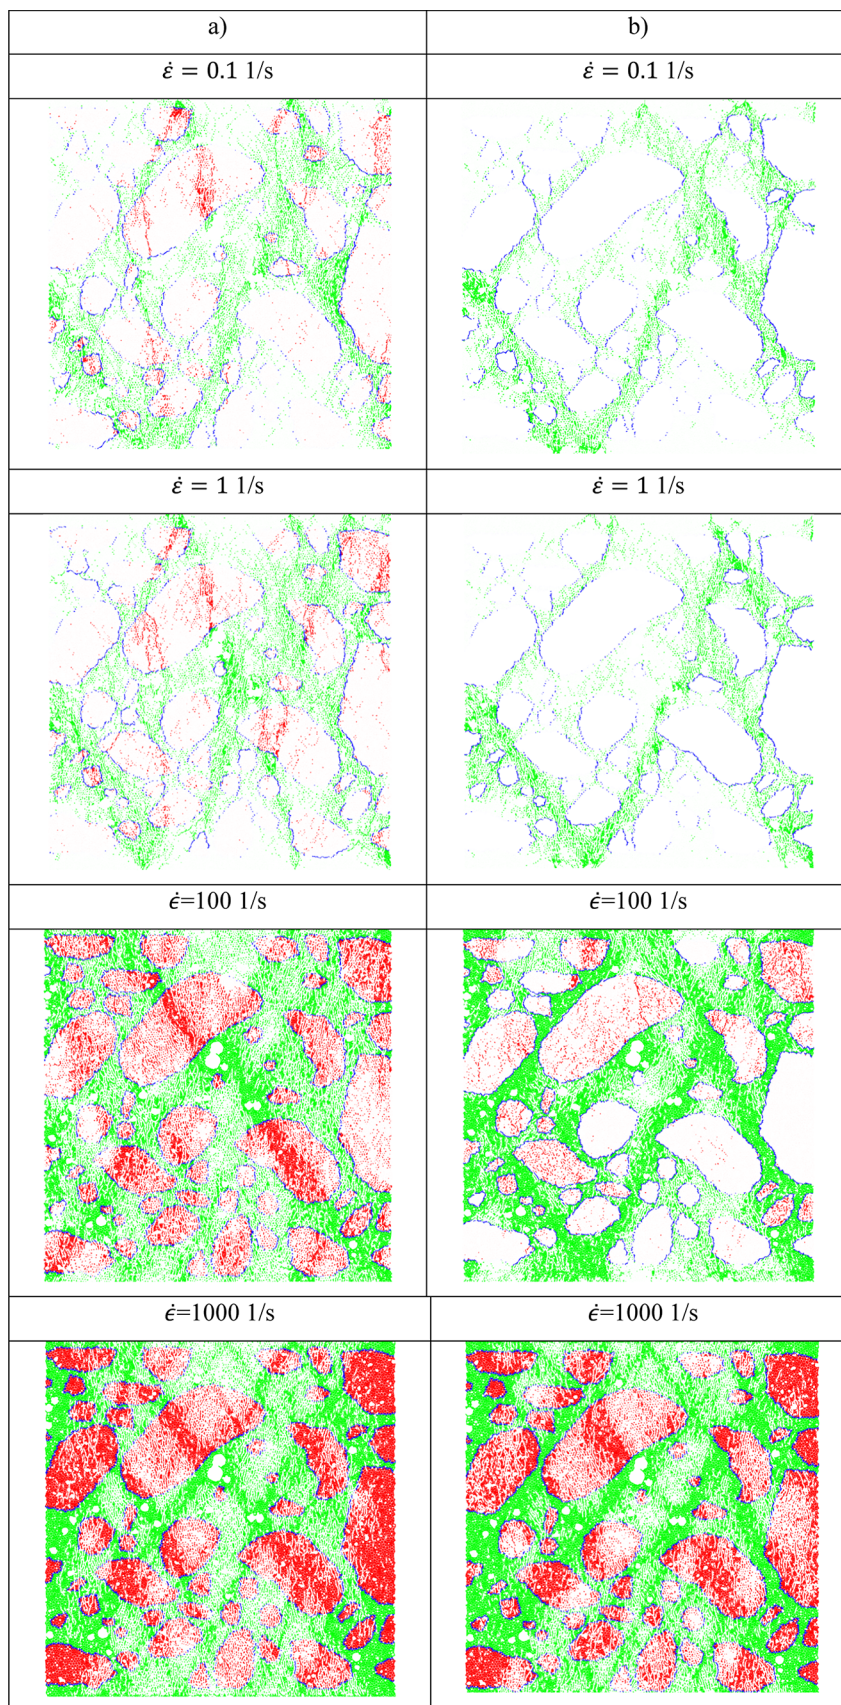 a) b)
𝜀̇ = 0.1 1/s 𝜀̇ = 0.1 1/s
𝜀̇ = 1 1/s 𝜀̇ = 1 1/s
𝜖̇=100 1/s 𝜖̇=100 1/s
𝜖̇=1000 1/s 𝜖̇=1000 1/s